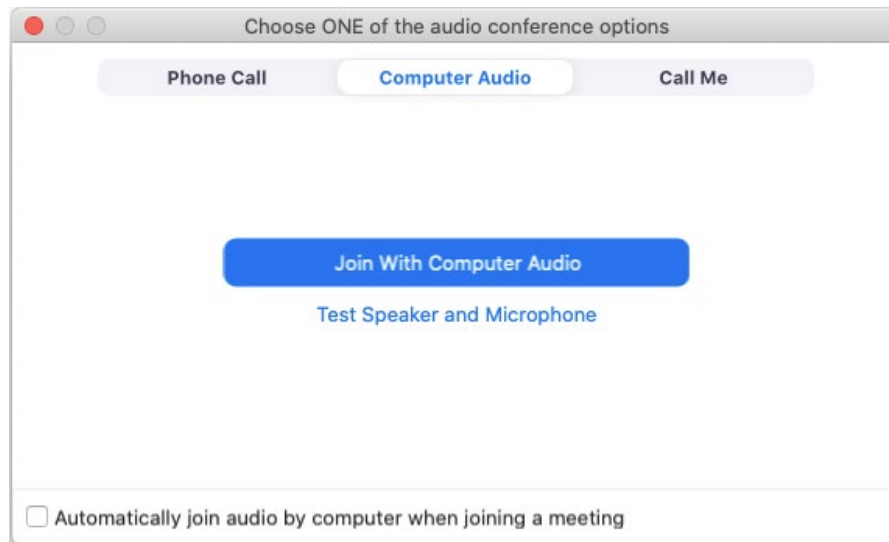 Choose ONE of the audio conference options
Phone Call Computer Audio Call Me
Join With Computer Audio
Test Speaker and Microphone
Automatically join audio by computer when joining a meeting